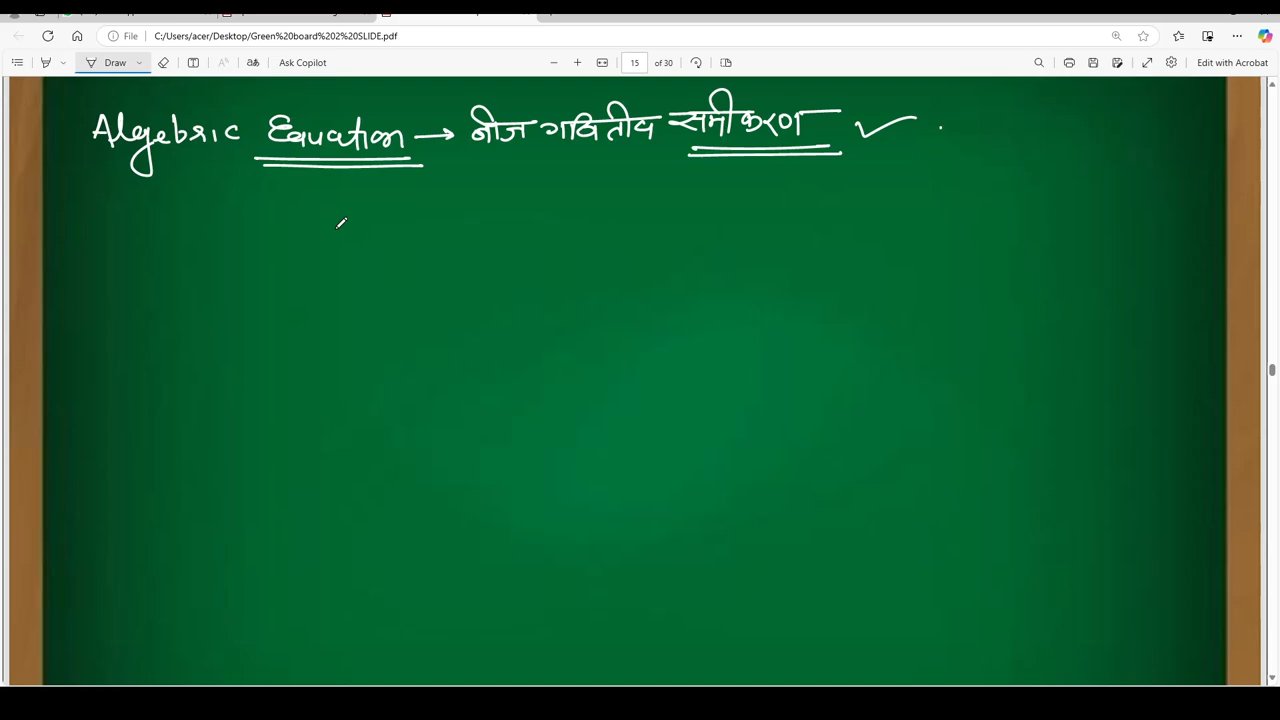 File C:/Users/acer/Desktop/Green%20board%202%20SLIDE.pdf
Draw Ask Copilot 15 of 30 Edit with Acrobat
Algebric Equation → बीज गणितीय समीकरण ✓ .